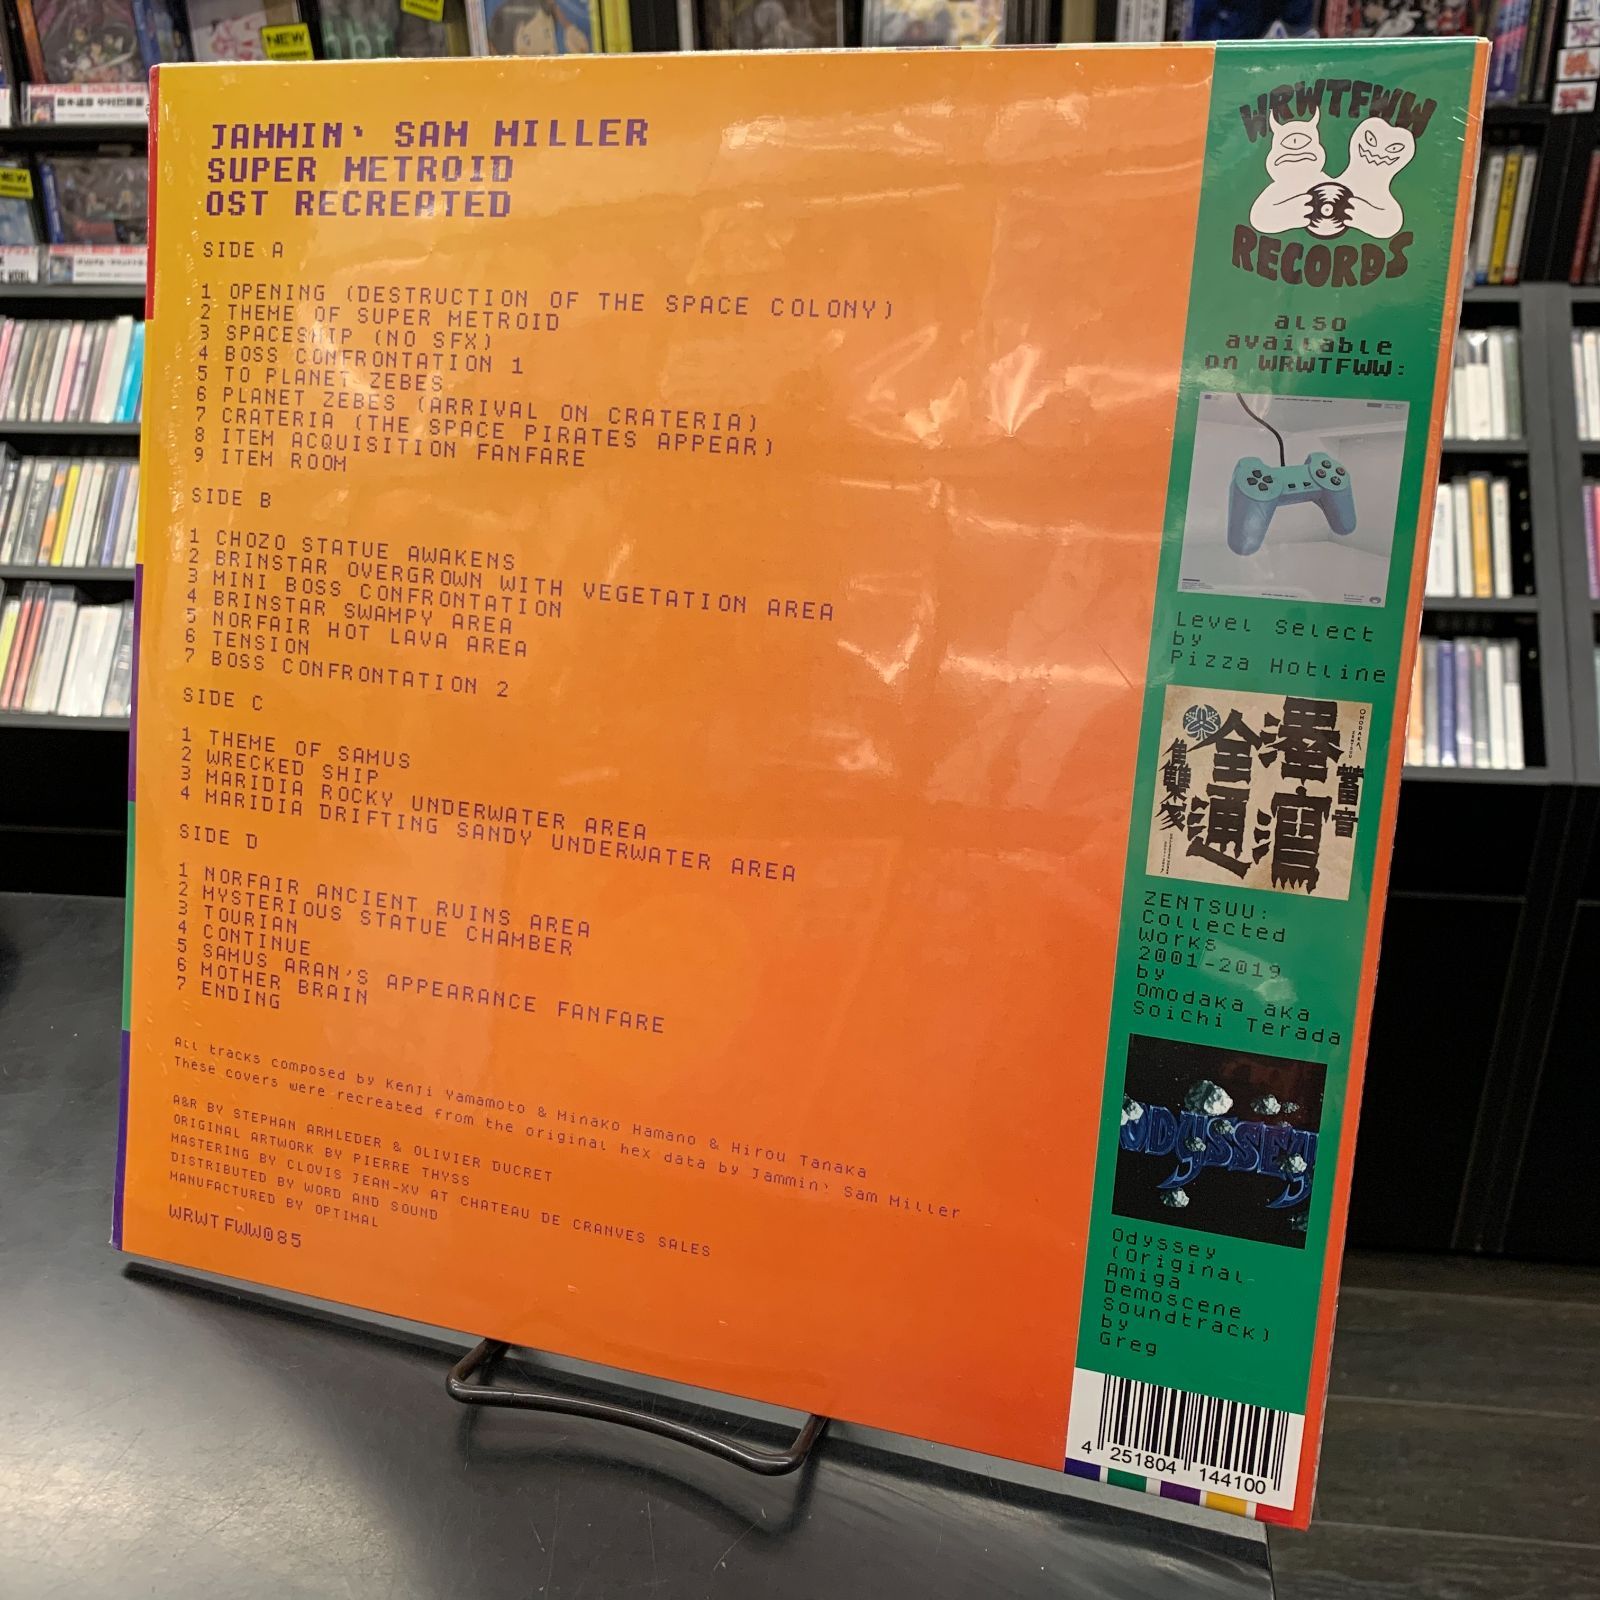 JAMMIN' SAM MILLER
SUPER METROID
OST RECREATED
SIDE A
1 OPENING (DESTRUCTION OF THE SPACE COLONY)
2 THEME OF SUPER METROID
3 SPACESHIP (NO SFX)
4 BOSS CONFRONTATION 1
5 TO PLANET ZEBES
6 PLANET ZEBES (ARRIVAL ON CRATERIA)
7 CRATERIA (THE SPACE PIRATES APPEAR)
8 ITEM ACQUISITION FANFARE
9 ITEM ROOM
SIDE B
1 CHOZO STATUE AWAKENS
2 BRINSTAR OVERGROWN WITH VEGETATION AREA
3 MINI BOSS CONFRONTATION
4 BRINSTAR SWAMPY AREA
5 NORFAIR HOT LAVA AREA
6 TENSION
7 BOSS CONFRONTATION 2
SIDE C
1 THEME OF SAMUS
2 WRECKED SHIP
3 MARIDIA ROCKY UNDERWATER AREA
4 MARIDIA DRIFTING SANDY UNDERWATER AREA
SIDE D
1 NORFAIR ANCIENT RUINS AREA
2 MYSTERIOUS STATUE CHAMBER
3 TOURIAN
4 CONTINUE
5 SAMUS ARAN'S APPEARANCE FANFARE
6 MOTHER BRAIN
7 ENDING
All tracks composed by Kenji Yamamoto & Minako Hamano & Hirou Tanaka
These covers were recreated from the original hex data by Jammin' Sam Miller
A&R BY STEPHAN ARMLEDER & OLIVIER DUCRET
ORIGINAL ARTWORK BY PIERRE THYSS
MASTERING BY CLOVIS JEAN-XV AT CHATEAU DE CRANVES SALES
DISTRIBUTED BY WORD AND SOUND
MANUFACTURED BY OPTIMAL
WRWTFWW085
WRWTFWW
RECORDS
also
available
on WRWTFWW:
Level Select
by
Pizza Hotline
ZENTSUU:
Collected
Works
2001-2019
by
Omodaka aka
Soichi Terada
ODYSSEY
Odyssey
(Original
Amiga
Demoscene
Soundtrack)
by
Greg
4 251804 144100
NEW
NEW